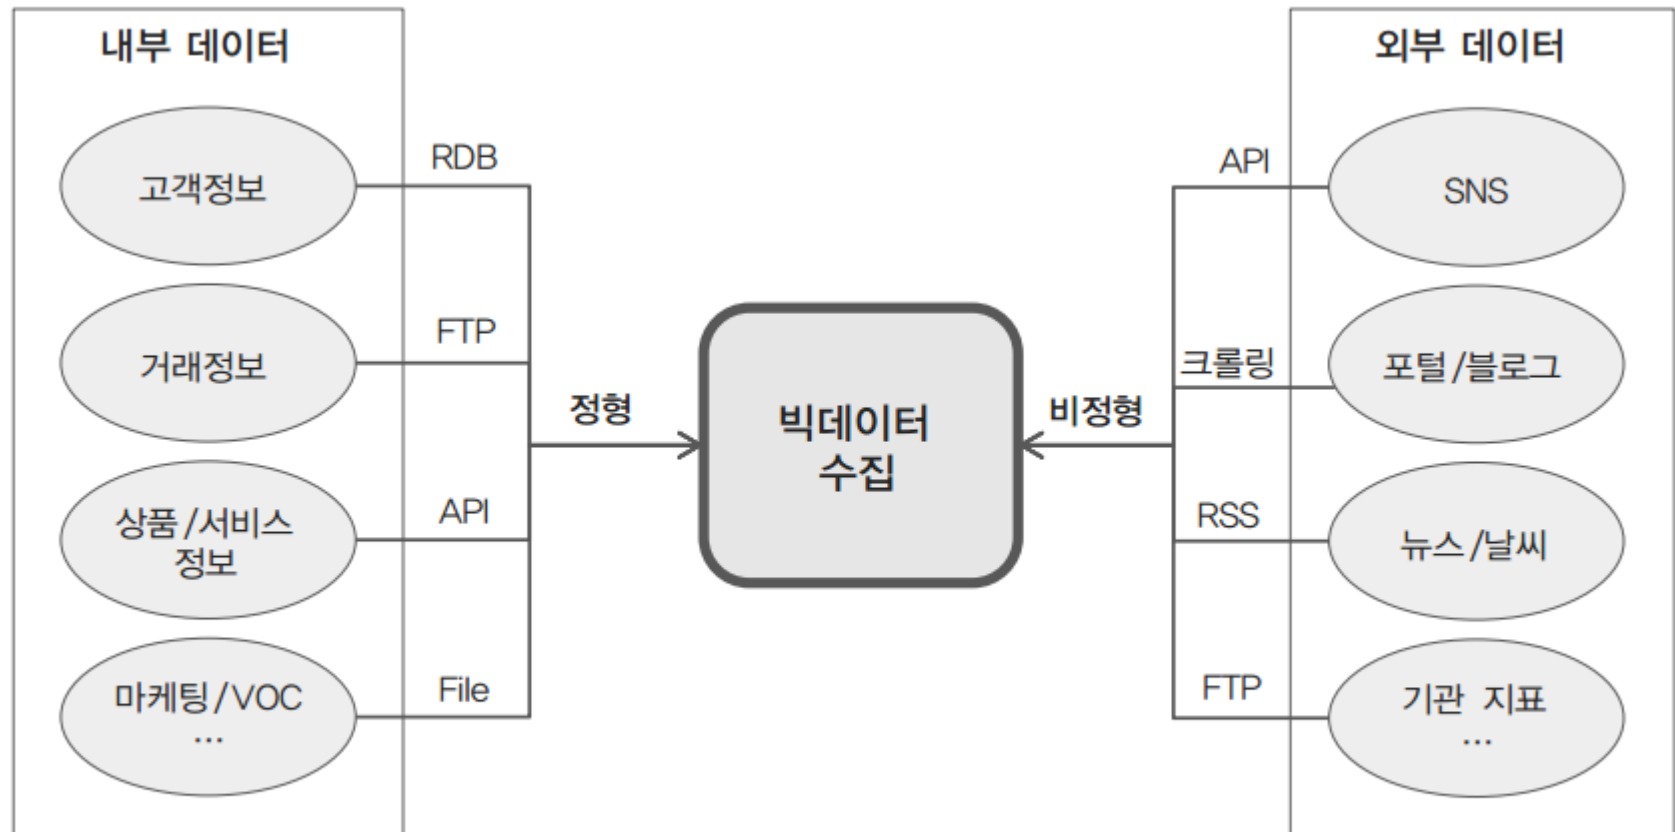 내부 데이터
고객정보
RDB
거래정보
FTP
상품/서비스
정보
API
마케팅/VOC
...
File
정형
빅데이터
수집
비정형
외부 데이터
API
SNS
크롤링
포털/블로그
RSS
뉴스/날씨
FTP
기관 지표
...